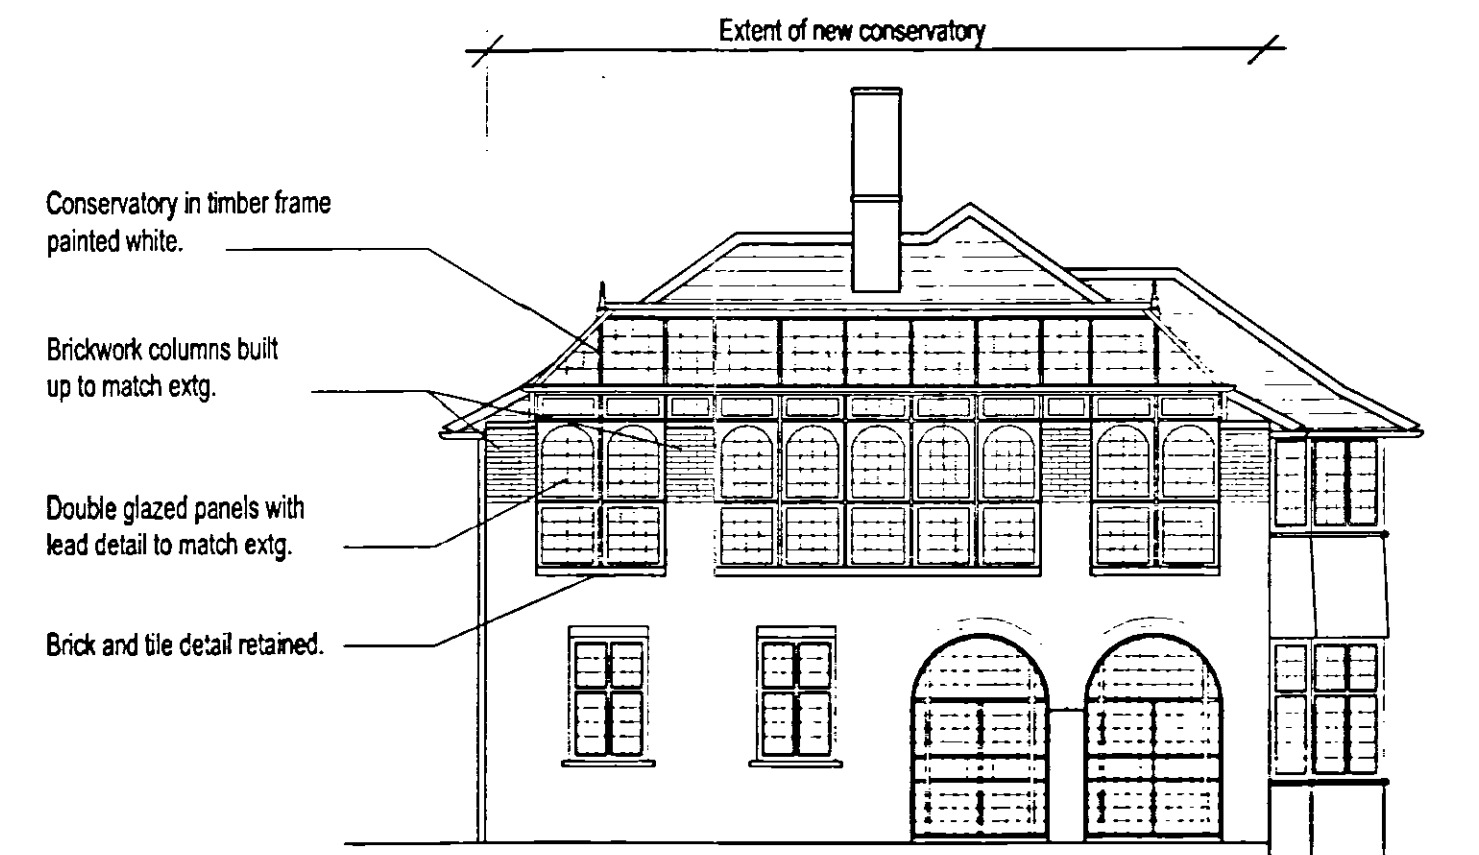 Extent of new conservatory
Conservatory in timber frame
painted white.
Brickwork columns built
up to match extg.
Double glazed panels with
lead detail to match extg.
Brick and tile detail retained.